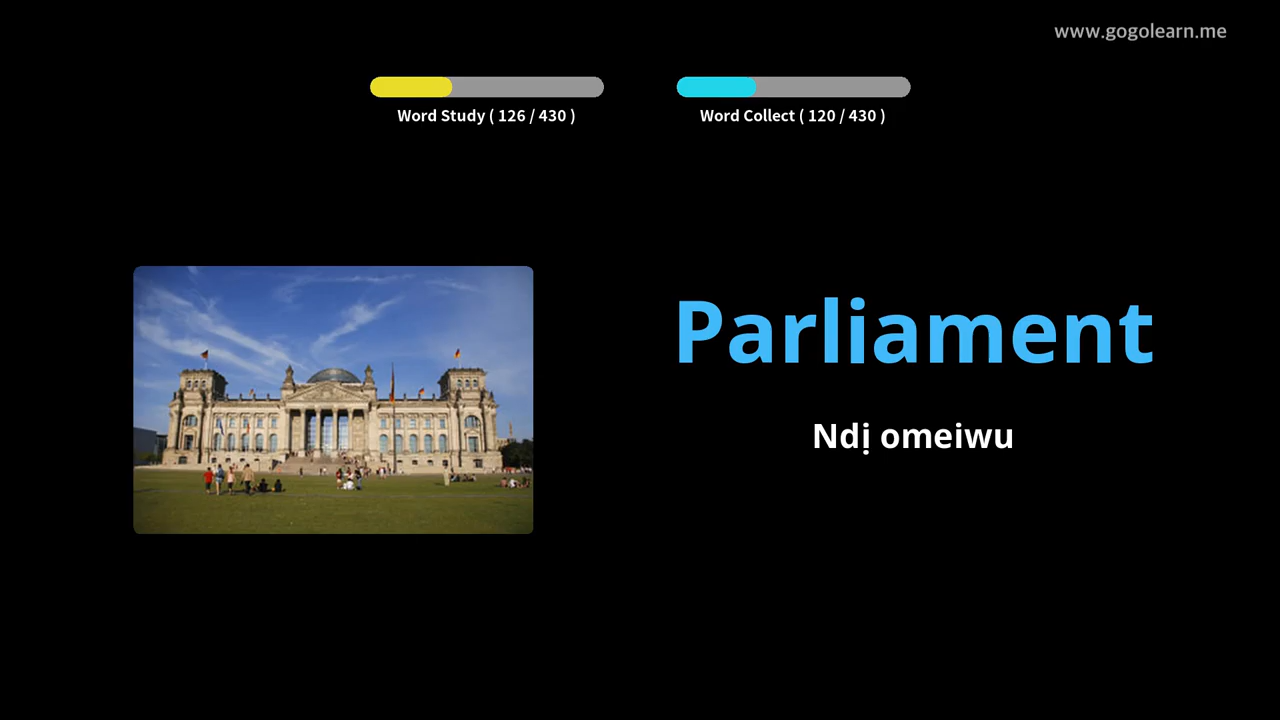 www.gogolearn.me
Word Study ( 126 / 430 )
Word Collect ( 120 / 430 )
Parliament
Ndị omeiwu